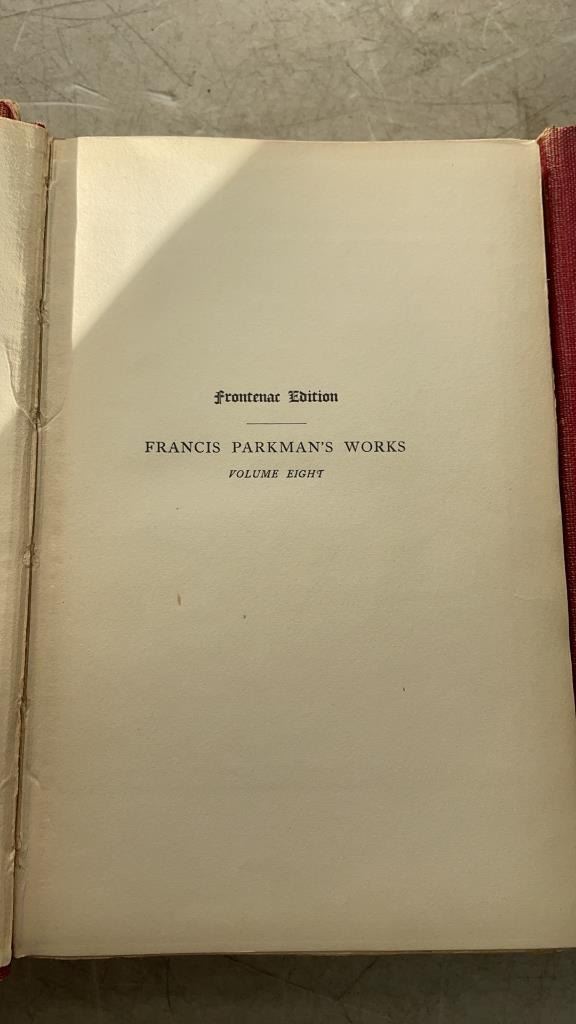 Frontenac Edition
FRANCIS PARKMAN'S WORKS
VOLUME EIGHT